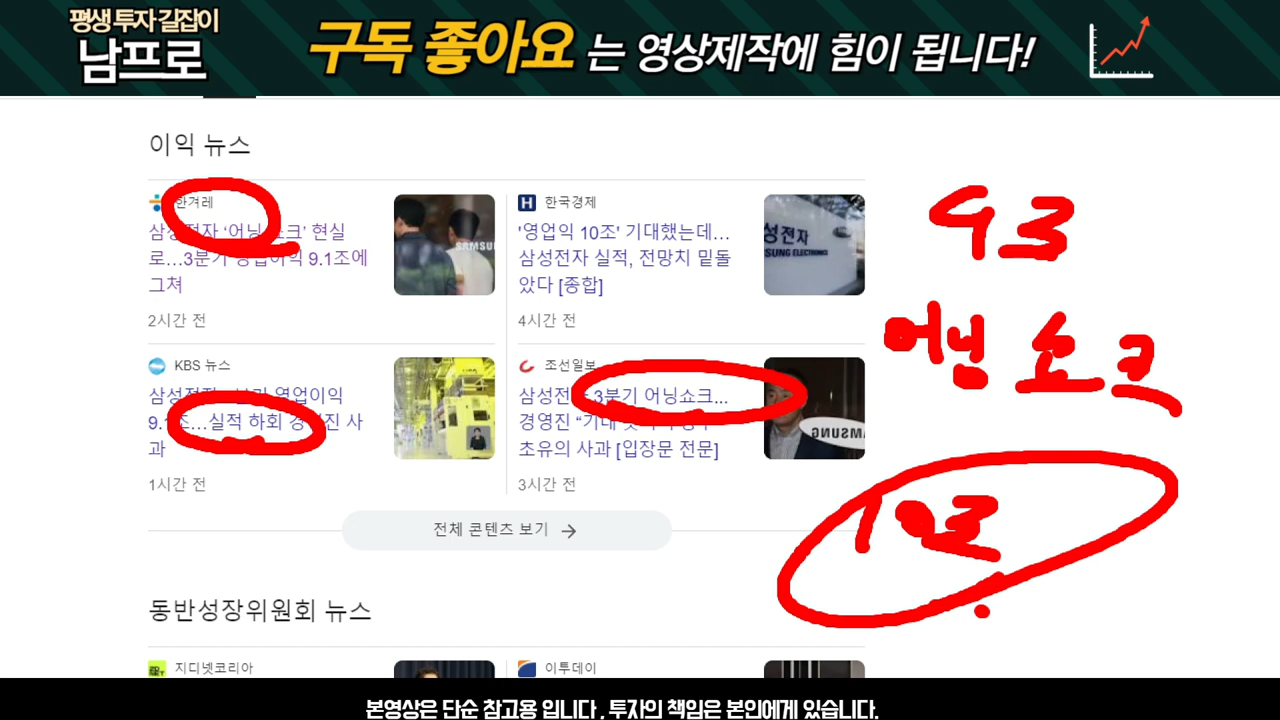 평생 투자 길잡이
남프로
구독 좋아요 는 영상제작에 힘이 됩니다!
이익 뉴스
한겨레
삼성전자 '어닝쇼크' 현실
로…3분기 영업이익 9.1조에
그쳐
2시간 전
한국경제
'영업익 10조' 기대했는데…
삼성전자 실적, 전망치 밑돌
았다 [종합]
4시간 전
성전자
SUNG ELECTRONICS
SAMSU
KBS 뉴스
삼성전자 분기 영업이익
9.1조…실적 하회 경영진 사
과
1시간 전
조선일보
삼성전자 3분기 어닝쇼크...
경영진 “기대
초유의 사과 [입장문 전문]
3시간 전
SAMSU
어닝 쇼크
전체 콘텐츠 보기 →
동반성장위원회 뉴스
지디넷코리아
이투데이
본영상은 단순 참고용 입니다 , 투자의 책임은 본인에게 있습니다.